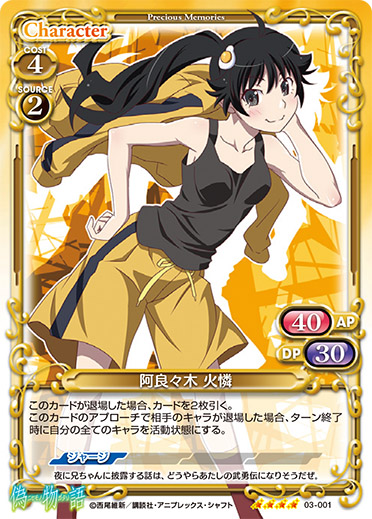 Precious Memories
Character
COST
4
SOURCE
2
40 AP
DP 30
阿良々木 火憐
このカードが退場した場合、カードを2枚引く。
このカードのアプローチで相手のキャラが退場した場合、ターン終了
時に自分の全てのキャラを活動状態にする。
ジャージ
夜に兄ちゃんに披露する話は、どうやらあたしの武勇伝になりそうだぜ。
偽物語
©西尾維新/講談社・アニプレックス・シャフト
★★★★ 03-001